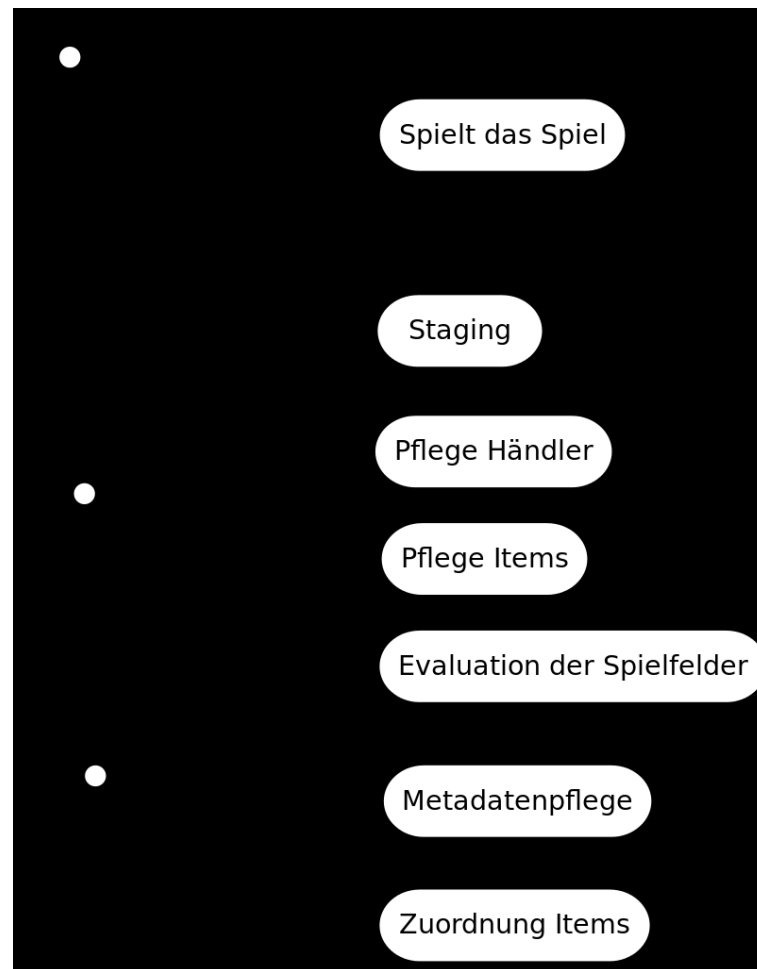 Spielt das Spiel
Staging
Pflege Händler
Pflege Items
Evaluation der Spielfelder
Metadatenpflege
Zuordnung Items